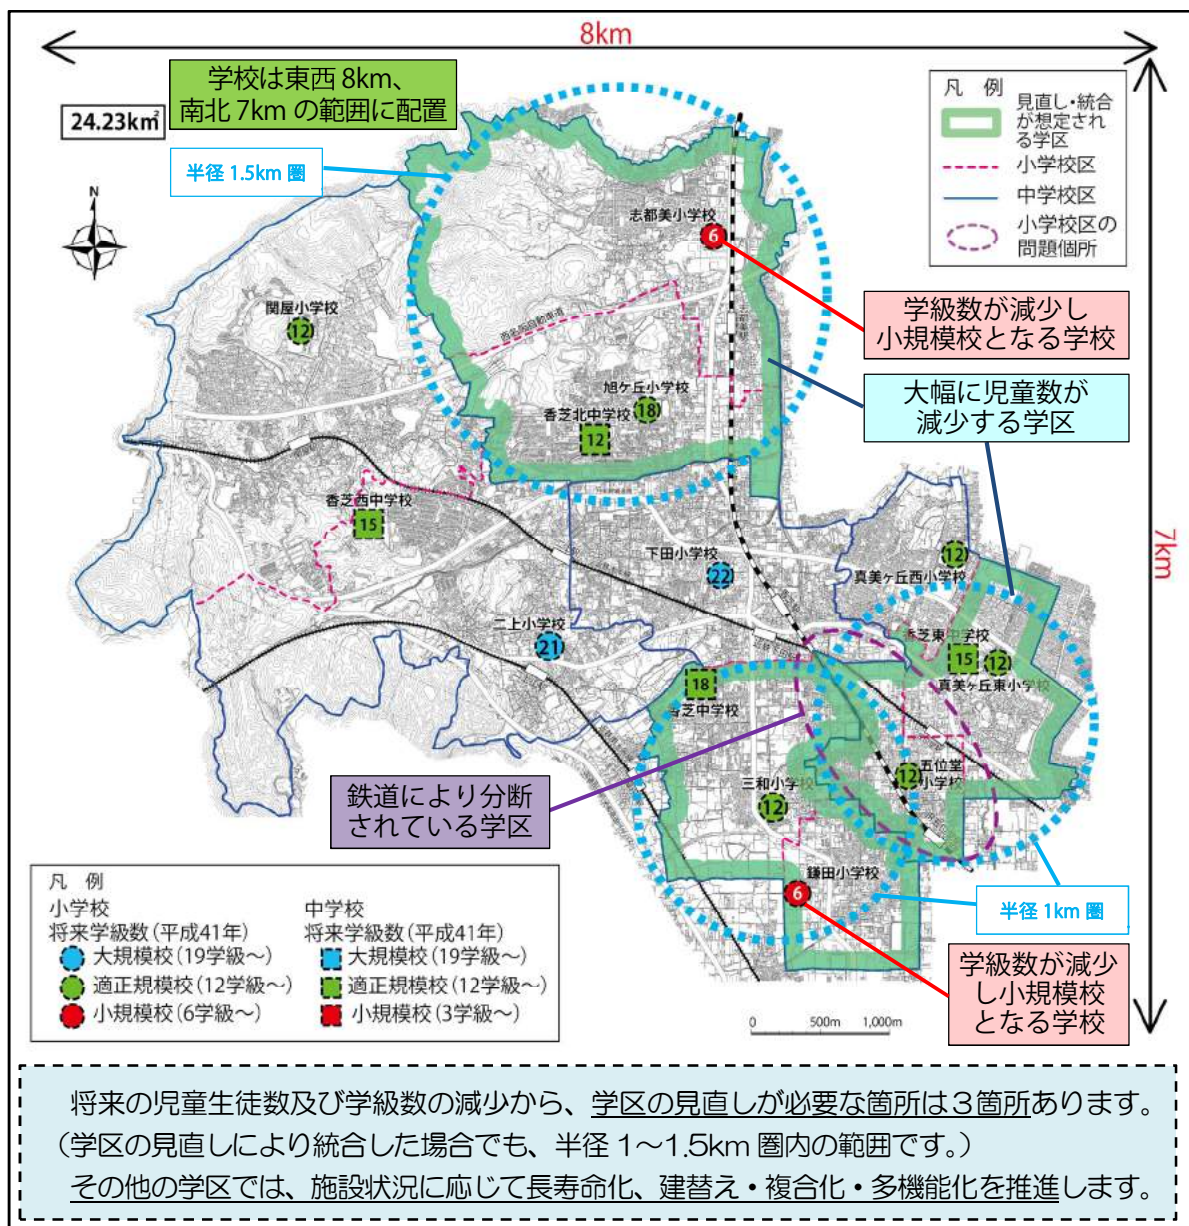 8km
学校は東西 8km、
南北 7km の範囲に配置
24.23km²
半径 1.5km 圏
N
凡 例
見直し・統合
が想定され
る学区
小学校区
中学校区
小学校区の
問題個所
7km
志都美小学校
6
学級数が減少し
小規模校となる学校
関屋小学校
12
西名阪自動車道
大幅に児童数が
減少する学区
旭ケ丘小学校
18
香芝北中学校
12
香芝西中学校
15
下田小学校
22
12
真美ヶ丘西小学校
二上小学校
21
香芝東中学校
15
12
真美ヶ丘東小学校
18
香芝中学校
鉄道により分断
されている学区
三和小学校
12
12
五位堂
小学校
鎌田小学校
6
半径 1km 圏
学級数が減少
し小規模校
となる学校
凡 例
小学校
将来学級数(平成41年)
大規模校(19学級~)
適正規模校(12学級~)
小規模校(6学級~)
中学校
将来学級数(平成41年)
大規模校(19学級~)
適正規模校(12学級~)
小規模校(3学級~)
0 500m 1,000m
将来の児童生徒数及び学級数の減少から、学区の見直しが必要な箇所は３箇所あります。
(学区の見直しにより統合した場合でも、半径 1〜1.5km 圏内の範囲です。)
その他の学区では、施設状況に応じて長寿命化、建替え・複合化・多機能化を推進します。